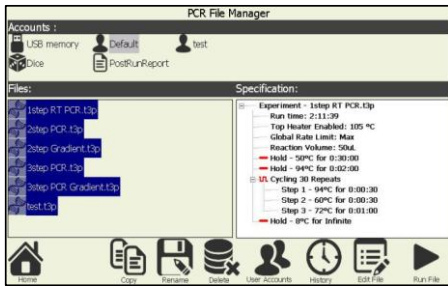 PCR File Manager
Accounts :
USB memory
Default
test
Dice
PostRunReport
Files:
1step RT PCR.t3p
2step PCR.t3p
2step Gradient.t3p
3step PCR.t3p
3step PCR Gradient.t3p
test.t3p
Specification:
Experiment - 1step RT PCR.t3p
Run time: 2:11:39
Top Heater Enabled: 105 °C
Global Rate Limit: Max
Reaction Volume: 50uL
Hold - 50°C for 0:30:00
Hold - 94°C for 0:02:00
Cycling 30 Repeats
Step 1 - 94°C for 0:00:30
Step 2 - 60°C for 0:00:30
Step 3 - 72°C for 0:01:00
Hold - 8°C for Infinite
Home
Copy
Rename
Delete
User Accounts
History
Edit File
Run File